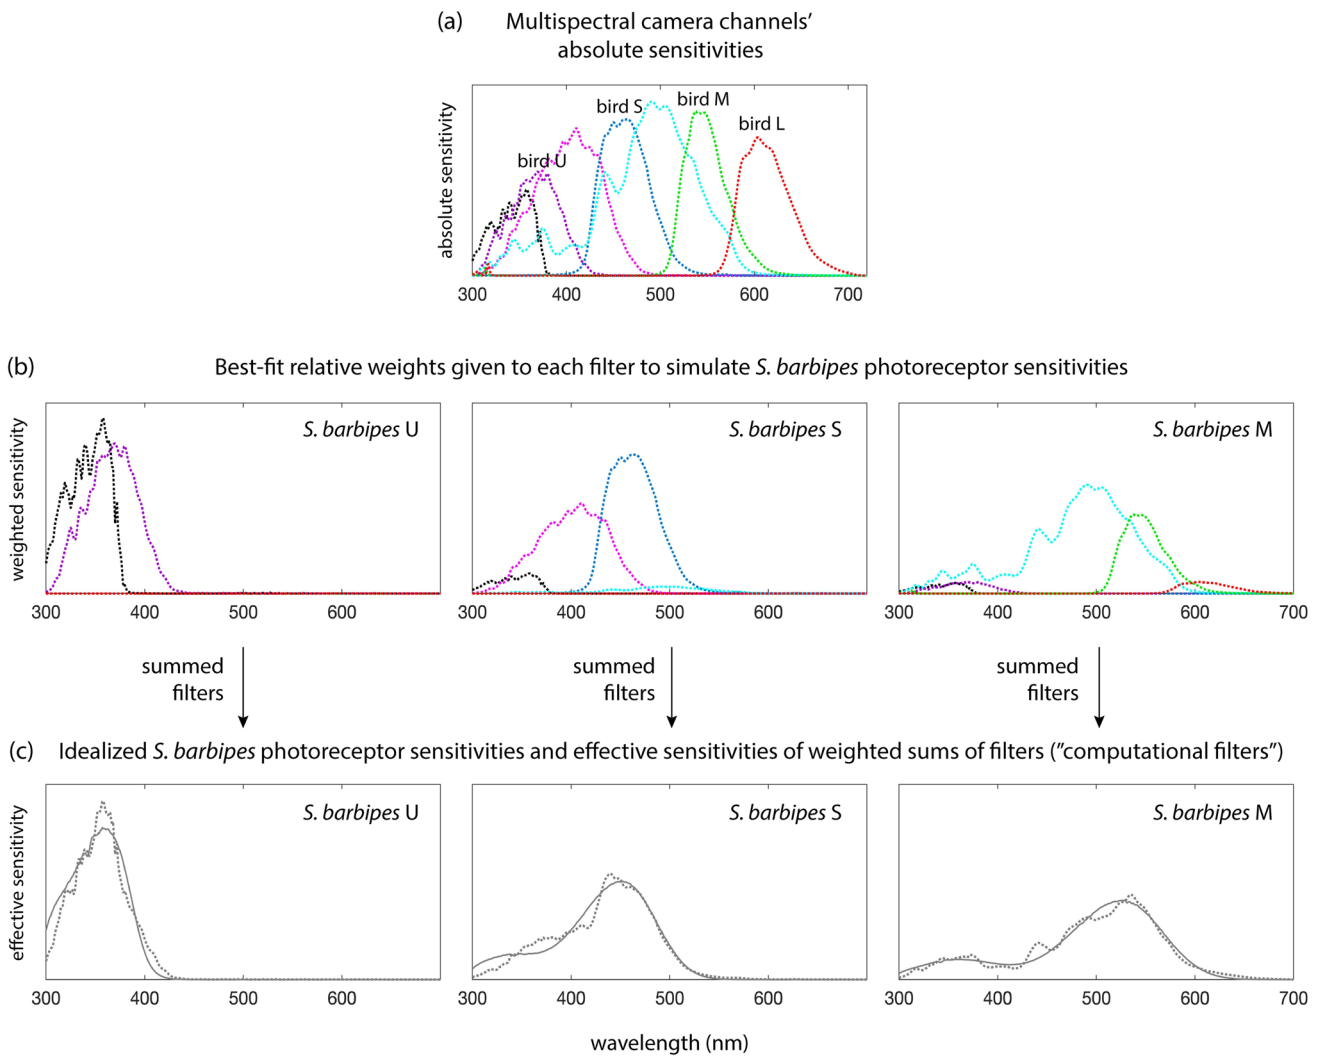 (a) Multispectral camera channels’
absolute sensitivities
absolute sensitivity
bird U
bird S
bird M
bird L
300 400 500 600 700
(b) Best-fit relative weights given to each filter to simulate S. barbipes photoreceptor sensitivities
weighted sensitivity
S. barbipes U
S. barbipes S
S. barbipes M
300 400 500 600
300 400 500 600
300 400 500 600 700
summed
filters
summed
filters
summed
filters
(c) Idealized S. barbipes photoreceptor sensitivities and effective sensitivities of weighted sums of filters (”computational filters”)
effective sensitivity
S. barbipes U
S. barbipes S
S. barbipes M
300 400 500 600
300 400 500 600
300 400 500 600 700
wavelength (nm)